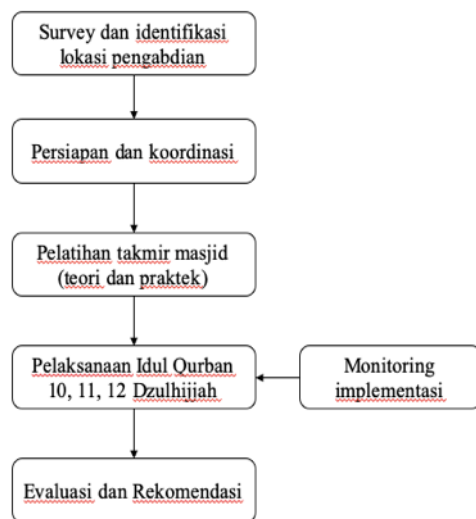 Survey dan identifikasi
lokasi pengabdian
Persiapan dan koordinasi
Pelatihan takmir masjid
(teori dan praktek)
Pelaksanaan Idul Qurban
10, 11, 12 Dzulhijjah
Monitoring
implementasi
Evaluasi dan Rekomendasi